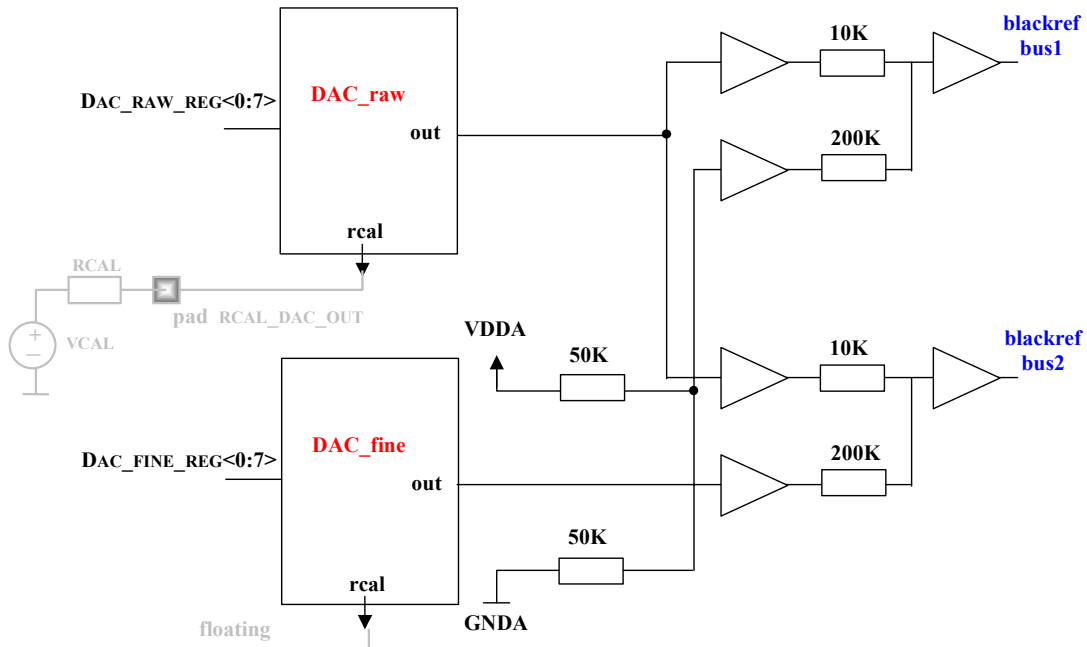 blackref
bus1
10K
DAC_RAW_REG<0:7>
DAC_raw
out
200K
rcal
RCAL
pad RCAL_DAC_OUT
VCAL
VDDA
50K
10K
blackref
bus2
DAC_FINE_REG<0:7>
DAC_fine
out
200K
50K
rcal
GNDA
floating